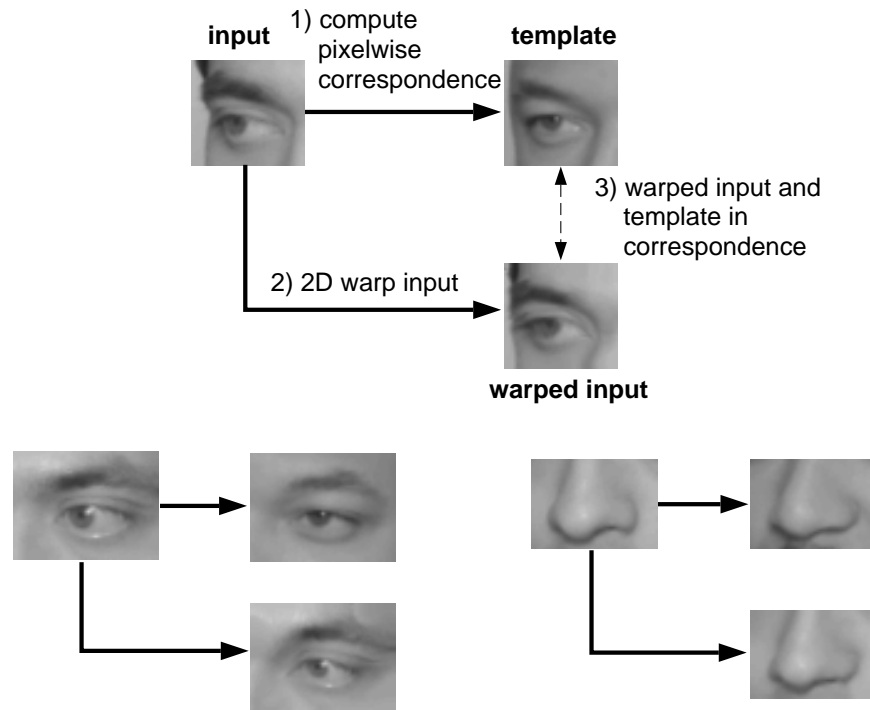 input
1) compute
pixelwise
correspondence
template
3) warped input and
template in
correspondence
2) 2D warp input
warped input